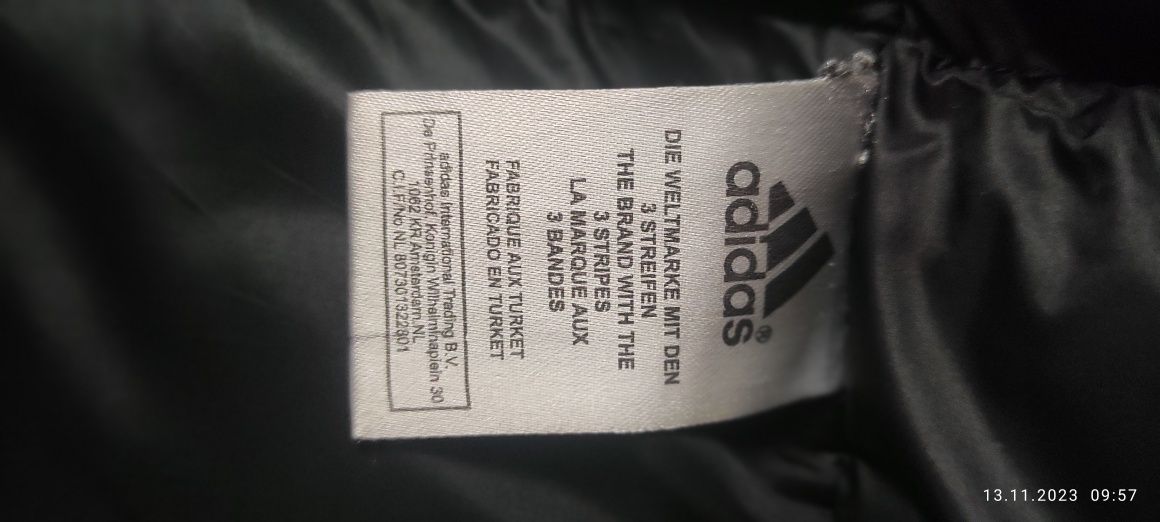 adidas®
DIE WELTMARKE MIT DEN
3 STREIFEN
THE BRAND WITH THE
3 STRIPES
LA MARQUE AUX
3 BANDES
FABRIQUE AUX TURKET
FABRICADO EN TURKET
adidas International Trading B.V.
De Prinsenhof, Konigin Wilhelminaplein 30
1062 KR Amsterdam, NL
C.I.F/No NL 807301322B01
13.11.2023 09:57